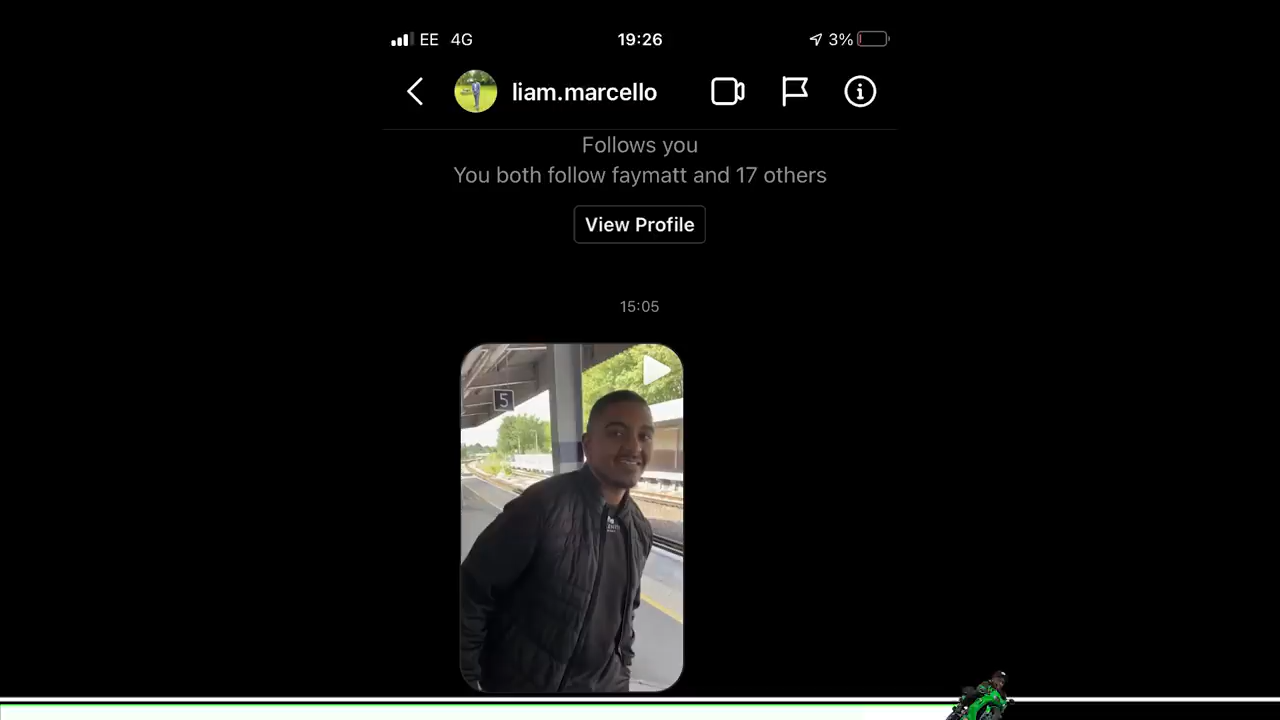 EE 4G 19:26 3%
liam.marcello
Follows you
You both follow faymatt and 17 others
View Profile
15:05
5